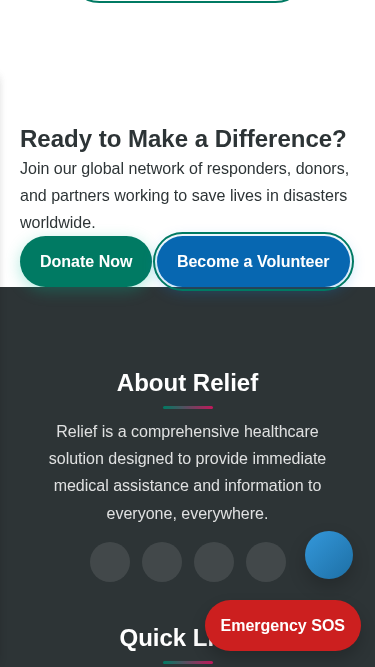 Ready to Make a Difference?
Join our global network of responders, donors,
and partners working to save lives in disasters
worldwide.
Donate Now
Become a Volunteer
About Relief
Relief is a comprehensive healthcare
solution designed to provide immediate
medical assistance and information to
everyone, everywhere.
Quick
Emergency SOS